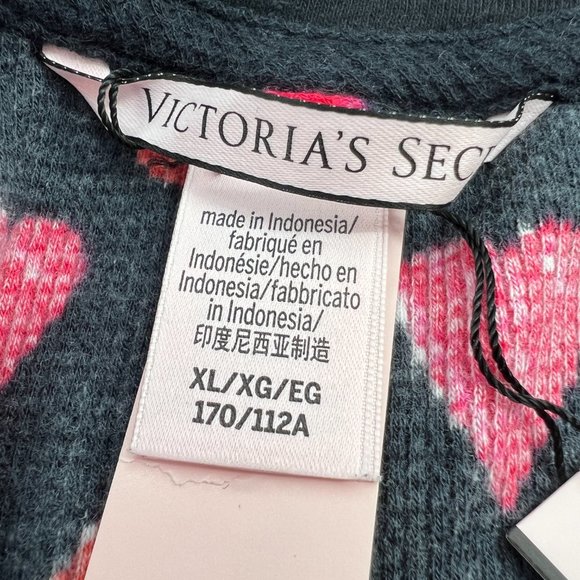 VICTORIA'S SEC
made in Indonesia/
fabriqué en
Indonésie/hecho en
Indonesia/fabbricato
in Indonesia/
印度尼西亚制造
XL/XG/EG
170/112A